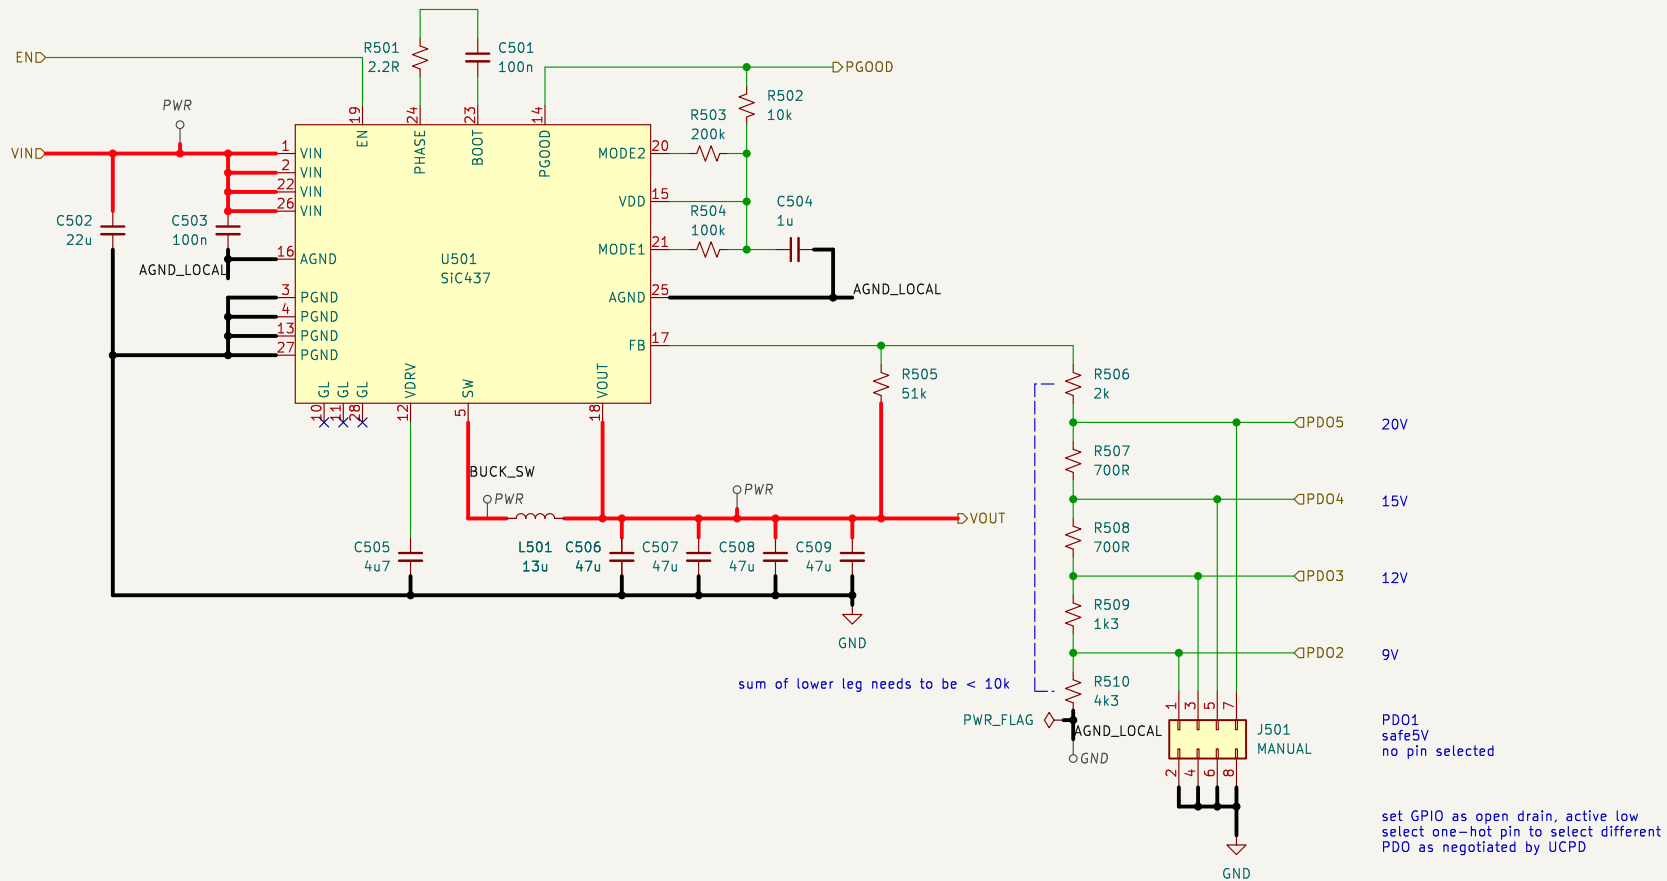 EN
R501
2.2R
C501
100n
PGOOD
PWR
R502
10k
R503
200k
19
24
23
14
VIN
1
VIN
EN
PHASE
BOOT
PGOOD
MODE2
20
2
VIN
22
VIN
VDD
15
26
VIN
C502
22u
C503
100n
R504
100k
C504
1u
MODE1
21
16
AGND
AGND_LOCAL
U501
SiC437
3
PGND
4
PGND
13
PGND
27
PGND
AGND
25
AGND_LOCAL
FB
17
GL
GL
GL
VDRV
SW
VOUT
10
11
28
12
5
18
R505
51k
R506
2k
PDO5
20V
R507
700R
BUCK_SW
PWR
PWR
PDO4
15V
VOUT
R508
700R
C505
4u7
L501
13u
C506
47u
C507
47u
C508
47u
C509
47u
PDO3
12V
R509
1k3
GND
PDO2
9V
sum of lower leg needs to be < 10k
R510
4k3
1
3
5
7
PWR_FLAG
AGND_LOCAL
GND
J501
MANUAL
2
4
6
8
GND
PDO1
safe5V
no pin selected
set GPIO as open drain, active low
select one-hot pin to select different
PDO as negotiated by UCPD